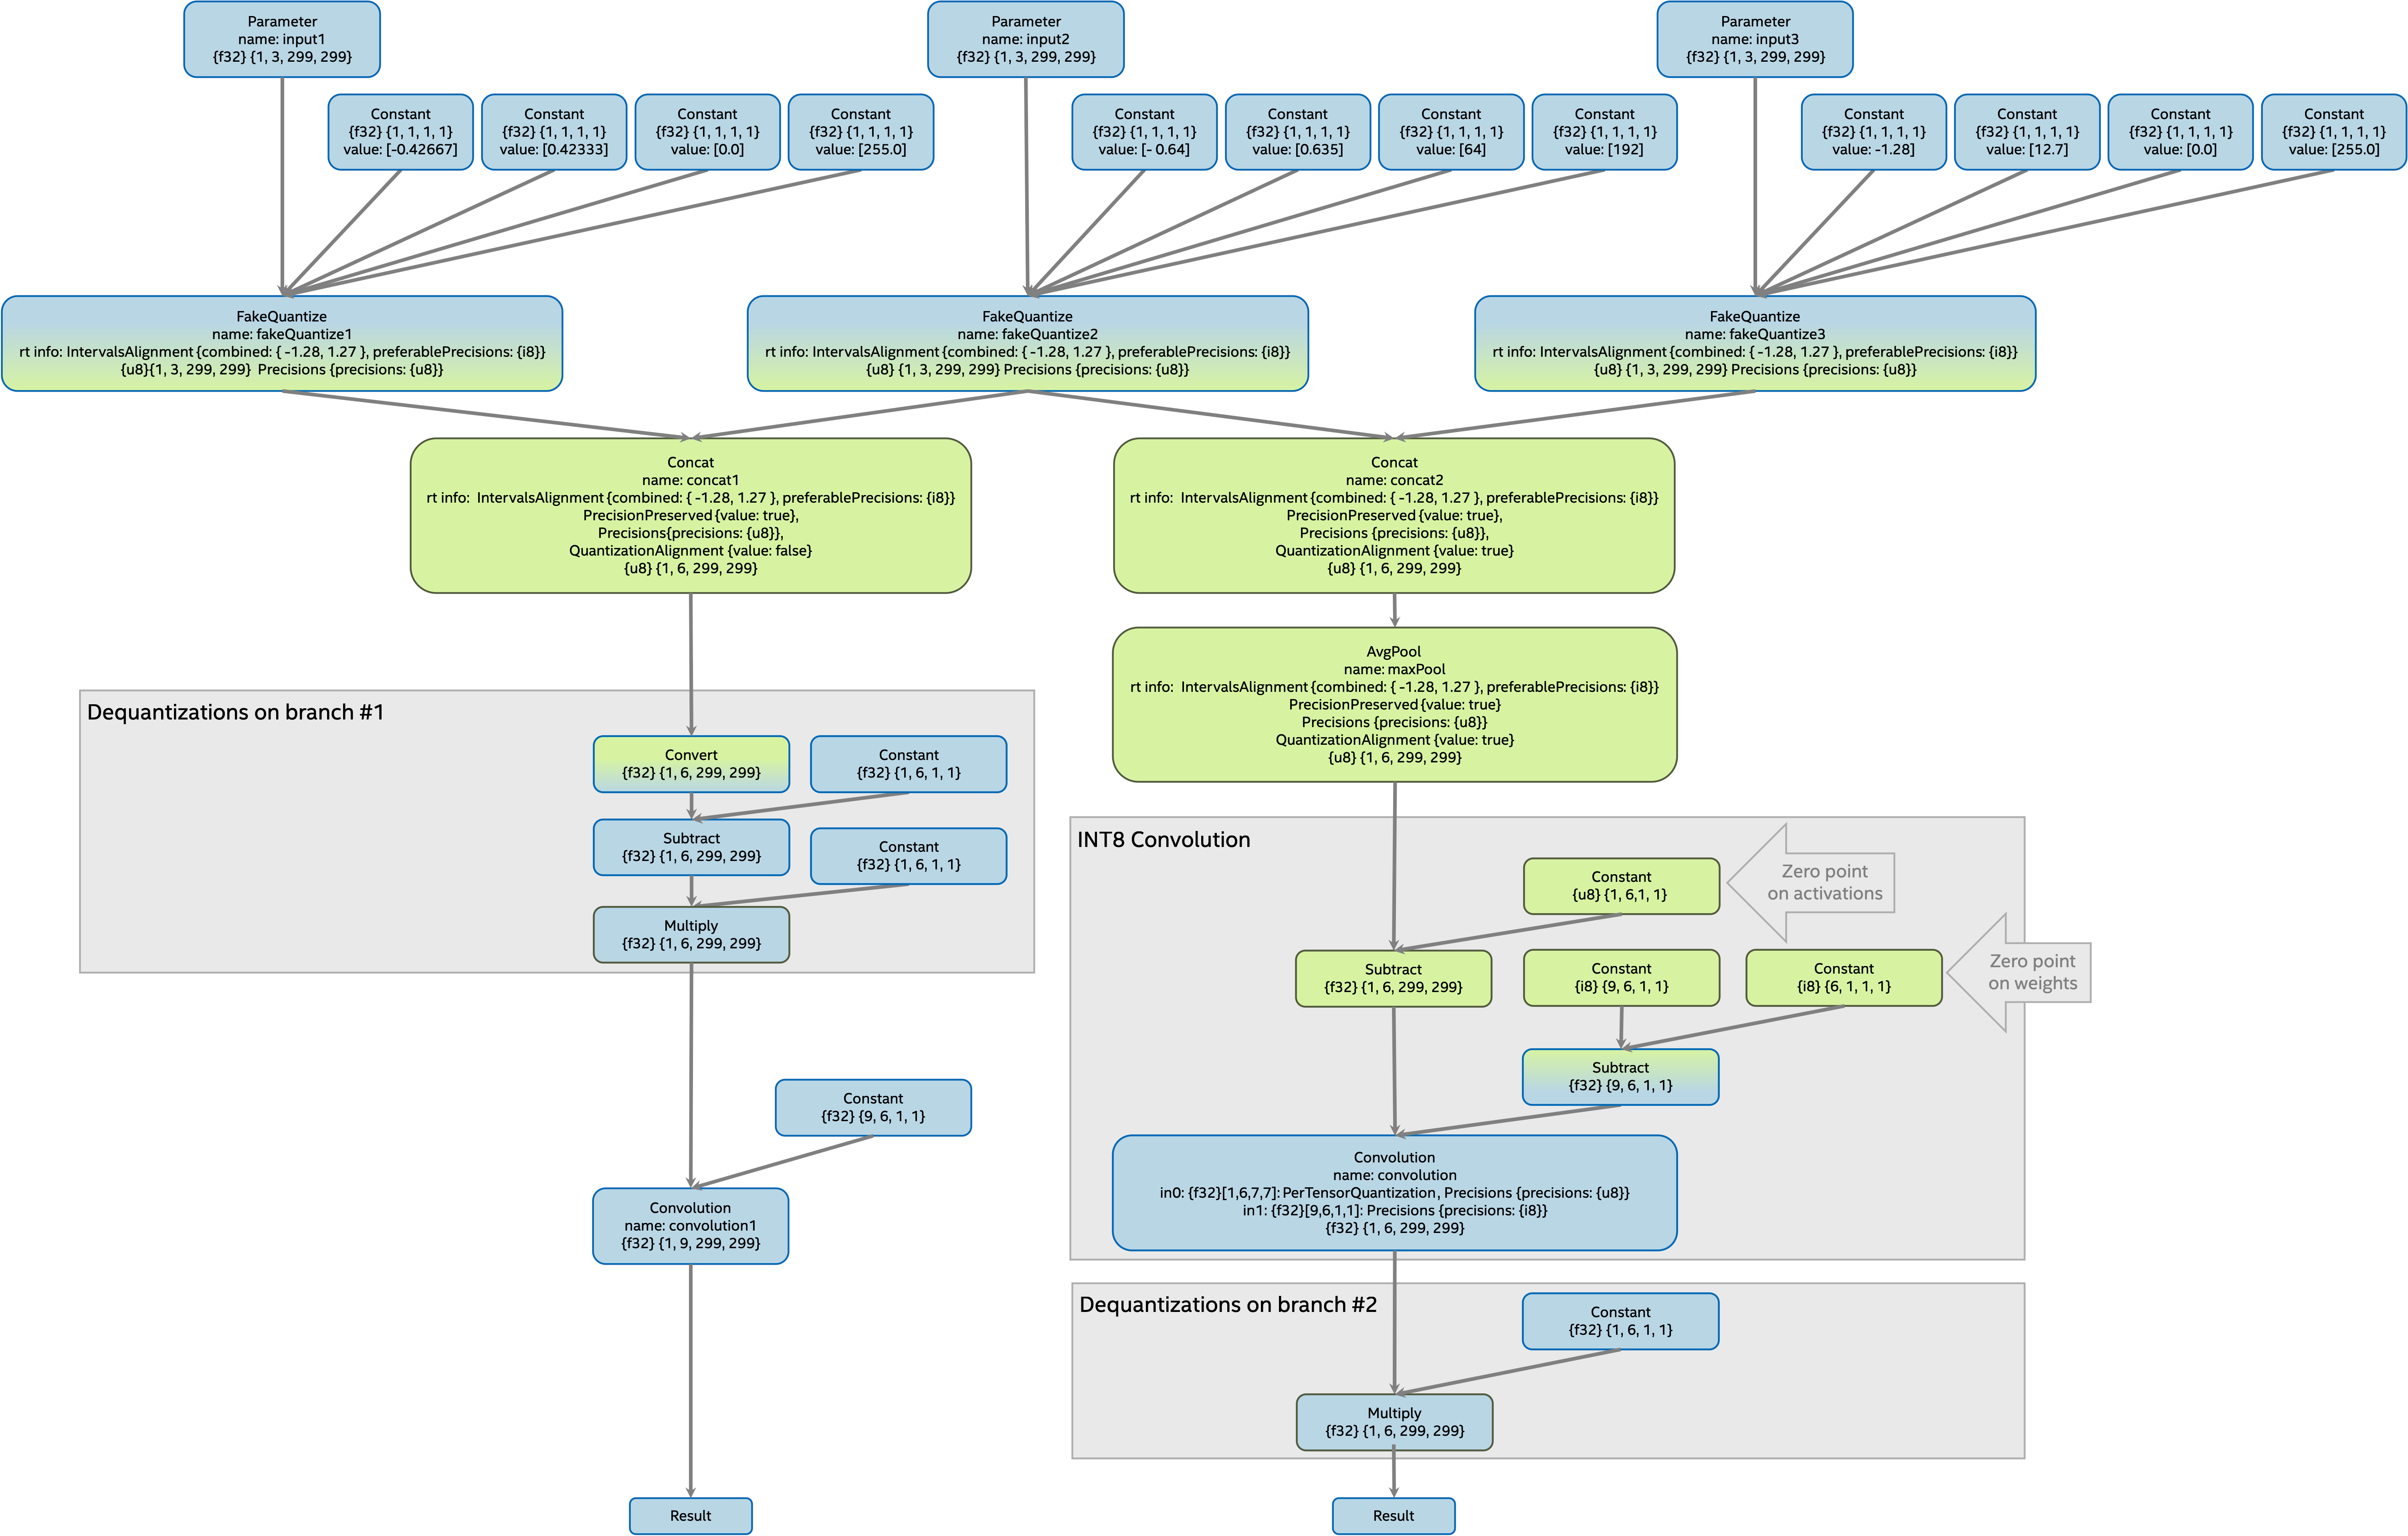 Parameter
name: input1
{f32} {1, 3, 299, 299}
Parameter
name: input2
{f32} {1, 3, 299, 299}
Parameter
name: input3
{f32} {1, 3, 299, 299}
Constant
{f32} {1, 1, 1, 1}
value: [-0.42667]
Constant
{f32} {1, 1, 1, 1}
value: [0.42333]
Constant
{f32} {1, 1, 1, 1}
value: [0.0]
Constant
{f32} {1, 1, 1, 1}
value: [255.0]
Constant
{f32} {1, 1, 1, 1}
value: [- 0.64]
Constant
{f32} {1, 1, 1, 1}
value: [0.635]
Constant
{f32} {1, 1, 1, 1}
value: [64]
Constant
{f32} {1, 1, 1, 1}
value: [192]
Constant
{f32} {1, 1, 1, 1}
value: -1.28]
Constant
{f32} {1, 1, 1, 1}
value: [12.7]
Constant
{f32} {1, 1, 1, 1}
value: [0.0]
Constant
{f32} {1, 1, 1, 1}
value: [255.0]
FakeQuantize
name: fakeQuantize1
rt info: IntervalsAlignment {combined: { -1.28, 1.27 }, preferablePrecisions: {i8}}
{u8}{1, 3, 299, 299} Precisions {precisions: {u8}}
FakeQuantize
name: fakeQuantize2
rt info: IntervalsAlignment {combined: { -1.28, 1.27 }, preferablePrecisions: {i8}}
{u8} {1, 3, 299, 299} Precisions {precisions: {u8}}
FakeQuantize
name: fakeQuantize3
rt info: IntervalsAlignment {combined: { -1.28, 1.27 }, preferablePrecisions: {i8}}
{u8} {1, 3, 299, 299} Precisions {precisions: {u8}}
Concat
name: concat1
rt info: IntervalsAlignment {combined: { -1.28, 1.27 }, preferablePrecisions: {i8}}
PrecisionPreserved {value: true},
Precisions{precisions: {u8}},
QuantizationAlignment {value: false}
{u8} {1, 6, 299, 299}
Concat
name: concat2
rt info: IntervalsAlignment {combined: { -1.28, 1.27 }, preferablePrecisions: {i8}}
PrecisionPreserved {value: true},
Precisions {precisions: {u8}},
QuantizationAlignment {value: true}
{u8} {1, 6, 299, 299}
AvgPool
name: maxPool
rt info: IntervalsAlignment {combined: { -1.28, 1.27 }, preferablePrecisions: {i8}}
PrecisionPreserved {value: true}
Precisions {precisions: {u8}}
QuantizationAlignment {value: true}
{u8} {1, 6, 299, 299}
Dequantizations on branch #1
Convert
{f32} {1, 6, 299, 299}
Constant
{f32} {1, 6, 1, 1}
Subtract
{f32} {1, 6, 299, 299}
Constant
{f32} {1, 6, 1, 1}
Multiply
{f32} {1, 6, 299, 299}
Constant
{f32} {9, 6, 1, 1}
Convolution
name: convolution1
{f32} {1, 9, 299, 299}
Result
INT8 Convolution
Constant
{u8} {1, 6,1, 1}
Zero point
on activations
Subtract
{f32} {1, 6, 299, 299}
Constant
{i8} {9, 6, 1, 1}
Constant
{i8} {6, 1, 1, 1}
Zero point
on weights
Subtract
{f32} {9, 6, 1, 1}
Convolution
name: convolution
in0: {f32}[1,6,7,7]: PerTensorQuantization, Precisions {precisions: {u8}}
in1: {f32}[9,6,1,1]: Precisions {precisions: {i8}}
{f32} {1, 6, 299, 299}
Dequantizations on branch #2
Constant
{f32} {1, 6, 1, 1}
Multiply
{f32} {1, 6, 299, 299}
Result